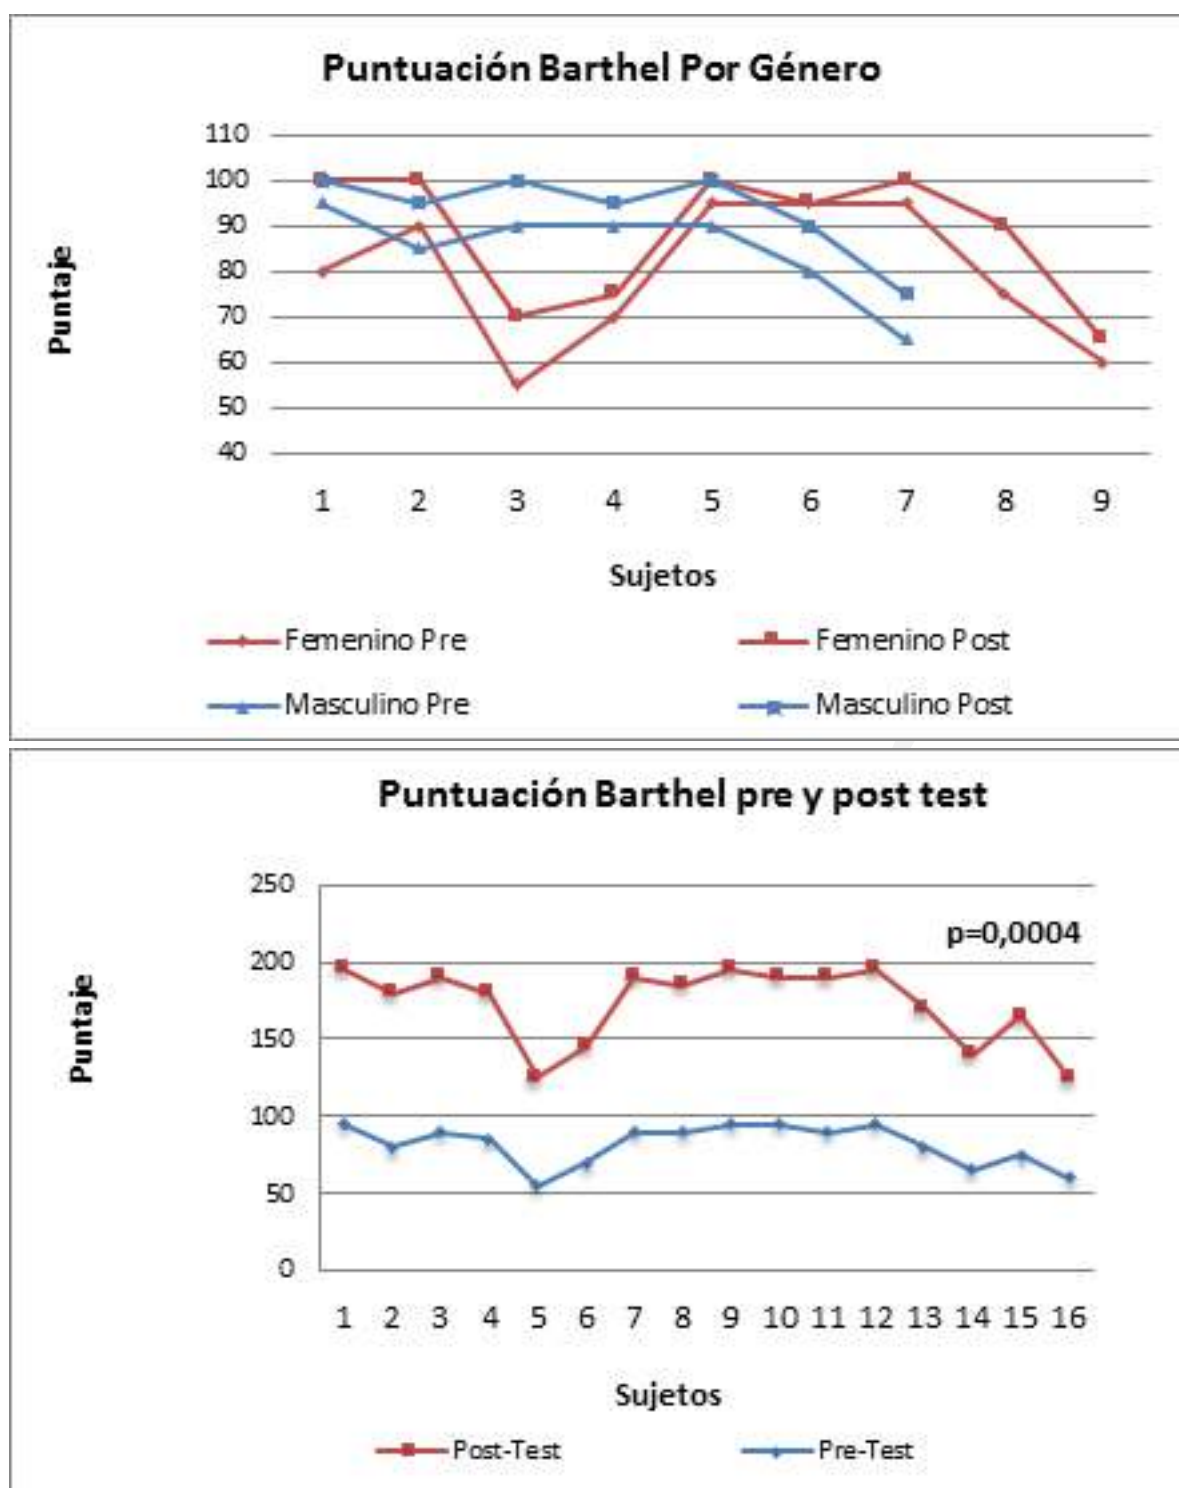 Puntuación Barthel Por Género
Puntaje
110
100
90
80
70
60
50
40
1 2 3 4 5 6 7 8 9
Sujetos
Femenino Pre Femenino Post
Masculino Pre Masculino Post
Puntuación Barthel pre y post test
Puntaje
250
p=0,0004
200
150
100
50
0
1 2 3 4 5 6 7 8 9 10 11 12 13 14 15 16
Sujetos
Post-Test Pre-Test